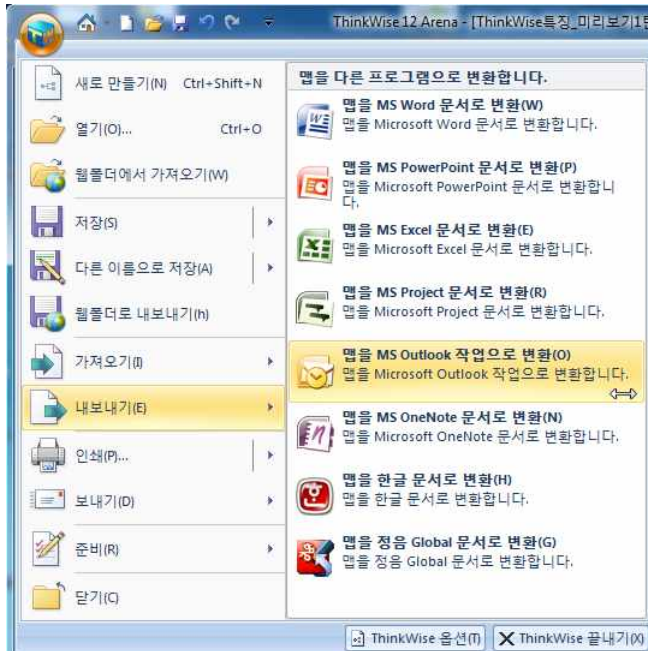 ThinkWise 12 Arena - [ThinkWise특징_미리보기1
새로 만들기(N) Ctrl+Shift+N
열기(O)... Ctrl+O
웹폴더에서 가져오기(W)
저장(S)
다른 이름으로 저장(A)
웹폴더로 내보내기(h)
가져오기(I)
내보내기(E)
인쇄(P)...
보내기(D)
준비(R)
닫기(C)
맵을 다른 프로그램으로 변환합니다.
맵을 MS Word 문서로 변환(W)
맵을 Microsoft Word 문서로 변환합니다.
맵을 MS PowerPoint 문서로 변환(P)
맵을 Microsoft PowerPoint 문서로 변환합니
다.
맵을 MS Excel 문서로 변환(E)
맵을 Microsoft Excel 문서로 변환합니다.
맵을 MS Project 문서로 변환(R)
맵을 Microsoft Project 문서로 변환합니다.
맵을 MS Outlook 작업으로 변환(O)
맵을 Microsoft Outlook 작업으로 변환합니다.
맵을 MS OneNote 문서로 변환(N)
맵을 Microsoft OneNote 문서로 변환합니다.
맵을 한글 문서로 변환(H)
맵을 한글 문서로 변환합니다.
맵을 정음 Global 문서로 변환(G)
맵을 정음 Global 문서로 변환합니다.
ThinkWise 옵션(T) ThinkWise 끝내기(X)